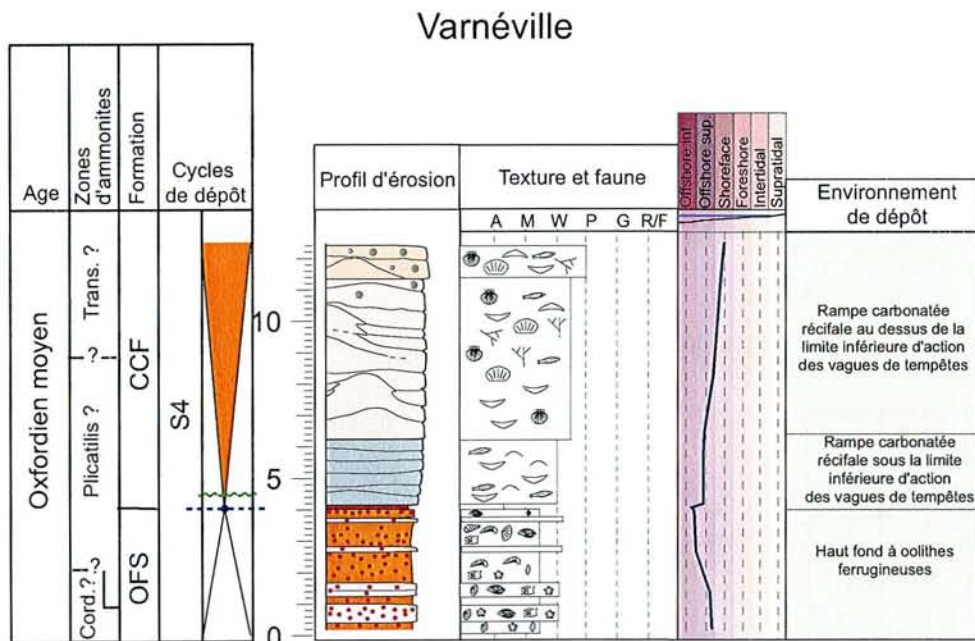 Varnéville
Age
Zones
d'ammonites
Formation
Cycles
de dépôt
Profil d'érosion
Texture et faune
A M W P G R/F
Offshore inf.
Offshore sup.
Shoreface
Foreshore
Intertidal
Supratidal
Environnement
de dépôt
Oxfordien moyen
Trans. ?
--?--
Plicatilis ?
Cord.?
?
CCF
OFS
S4
10
5
0
Rampe carbonatée
récifale au dessus de la
limite inférieure d'action
des vagues de tempêtes
Rampe carbonatée
récifale sous la limite
inférieure d'action
des vagues de tempêtes
Haut fond à oolithes
ferrugineuses